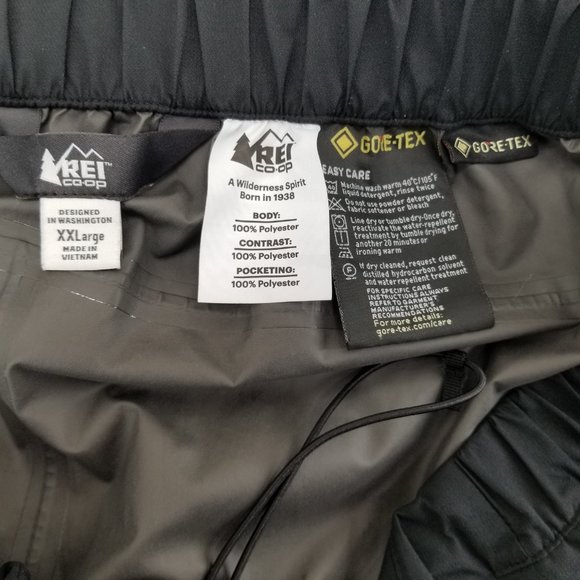 REI
CO·OP
DESIGNED
IN WASHINGTON
XXLarge
MADE IN
VIETNAM
REI
CO·OP
A Wilderness Spirit
Born in 1938
BODY:
100% Polyester
CONTRAST:
100% Polyester
POCKETING:
100% Polyester
GORE-TEX
EASY CARE
Machine wash warm 40°C/105°F
liquid detergent, rinse twice
Do not use powder detergent,
fabric softener or bleach
Line dry or tumble dry. Once dry,
reactivate the water-repellent
treatment by tumble drying for
another 20 minutes or
ironing warm
If dry cleaned, request clean
distilled hydrocarbon solvent
and water repellent treatment
FOR SPECIFIC CARE
INSTRUCTIONS ALWAYS
REFER TO GARMENT
MANUFACTURER'S
RECOMMENDATIONS
For more details:
gore-tex.com/care
GORE-TEX